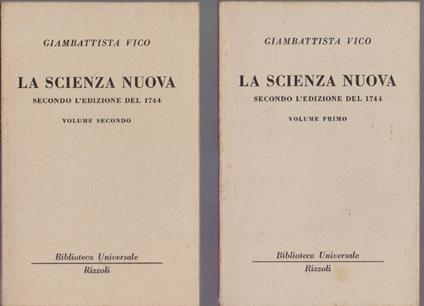 GIAMBATTISTA VICO
LA SCIENZA NUOVA
SECONDO L'EDIZIONE DEL 1744
VOLUME SECONDO
Biblioteca Universale
Rizzoli
GIAMBATTISTA VICO
LA SCIENZA NUOVA
SECONDO L'EDIZIONE DEL 1744
VOLUME PRIMO
Biblioteca Universale
Rizzoli